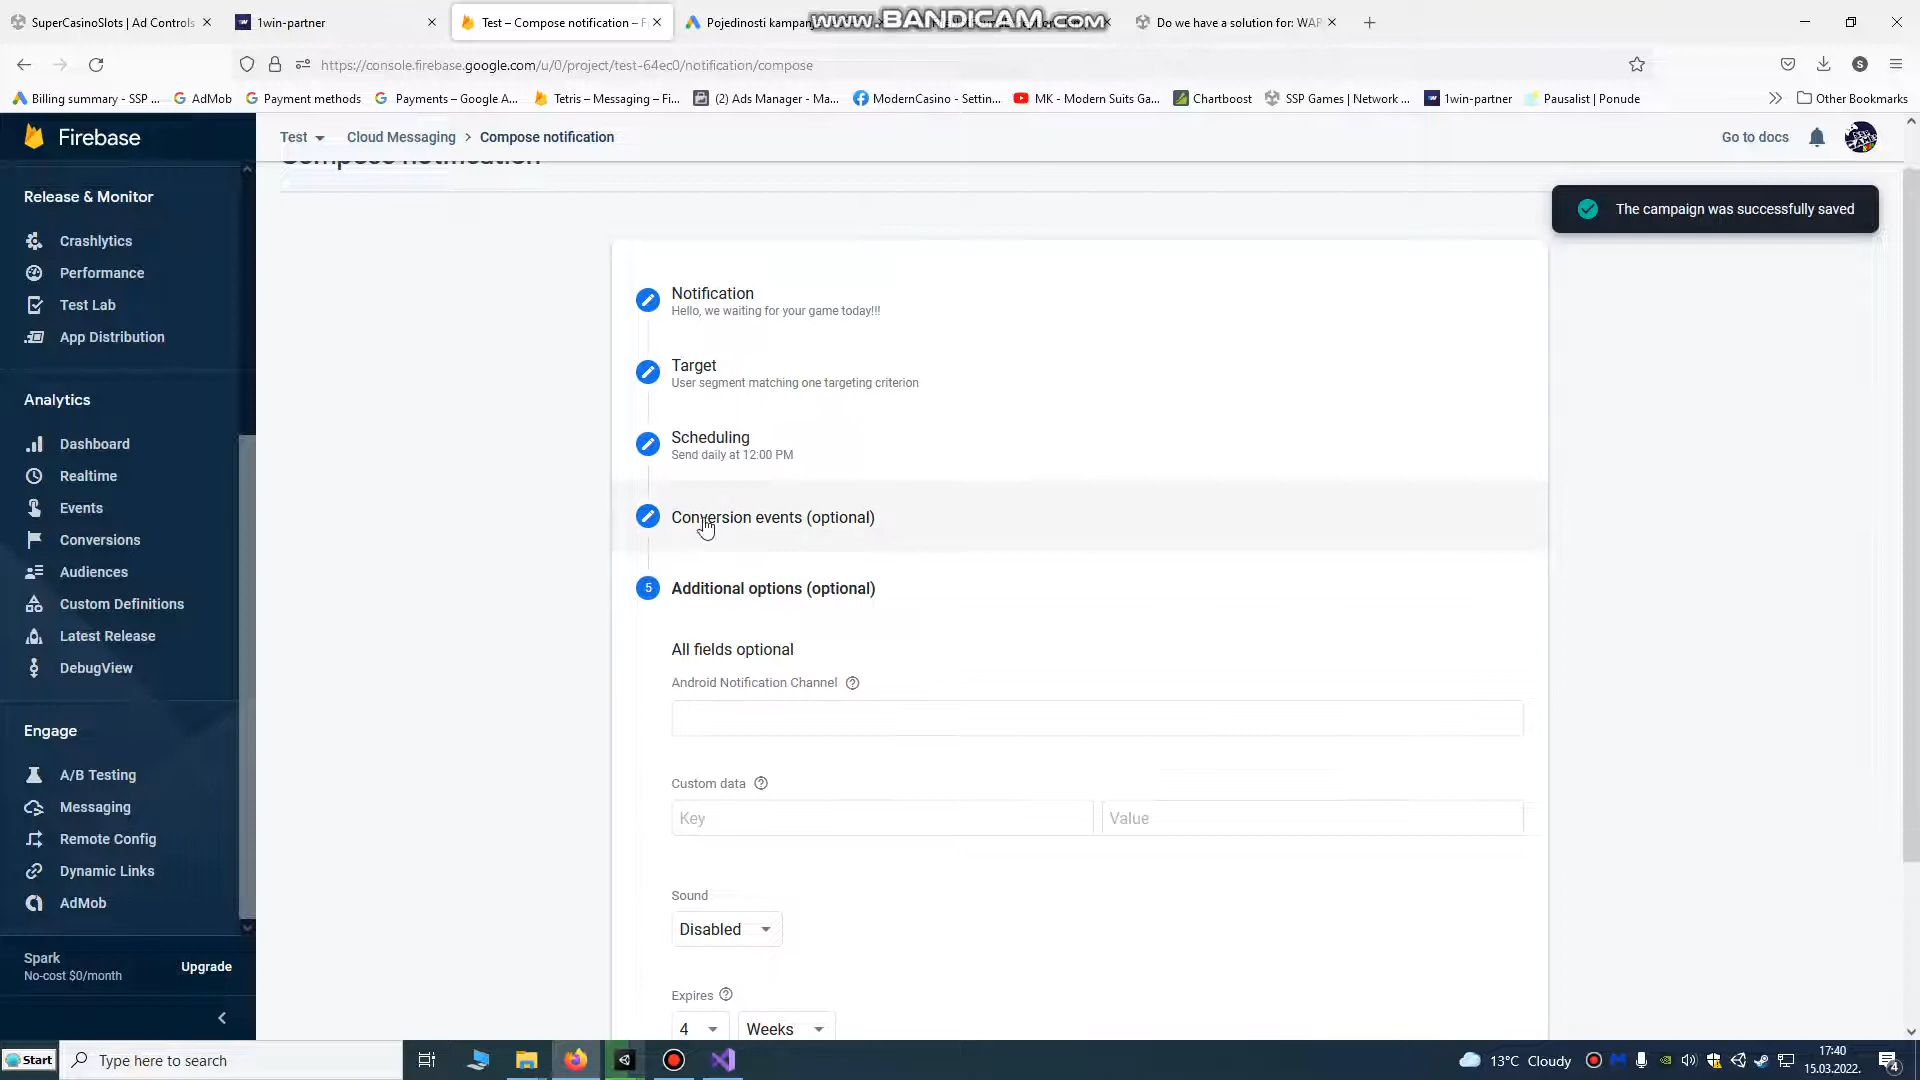 SuperCasinoSlots | Ad Controls
1win-partner
Test – Compose notification – F
Pojedinosti kampanj
www.BANDICAM.com
Do we have a solution for: WAR
https://console.firebase.google.com/u/0/project/test-64ec0/notification/compose
S
Billing summary - SSP ...
AdMob
Payment methods
Payments – Google A...
Tetris – Messaging – Fi...
(2) Ads Manager - Ma...
ModernCasino - Settin...
MK - Modern Suits Ga...
Chartboost
SSP Games | Network ...
1win-partner
Pausalist | Ponude
Other Bookmarks
Firebase
Test
Cloud Messaging
Compose notification
Go to docs
Compose notification
The campaign was successfully saved
Release & Monitor
Crashlytics
Performance
Test Lab
App Distribution
Analytics
Dashboard
Realtime
Events
Conversions
Audiences
Custom Definitions
Latest Release
DebugView
Engage
A/B Testing
Messaging
Remote Config
Dynamic Links
AdMob
Spark
No-cost $0/month
Upgrade
Notification
Hello, we waiting for your game today!!!
Target
User segment matching one targeting criterion
Scheduling
Send daily at 12:00 PM
Conversion events (optional)
5
Additional options (optional)
All fields optional
Android Notification Channel
Custom data
Key
Value
Sound
Disabled
Expires
4
Weeks
Start
Type here to search
13°C Cloudy
17:40
15.03.2022.
4